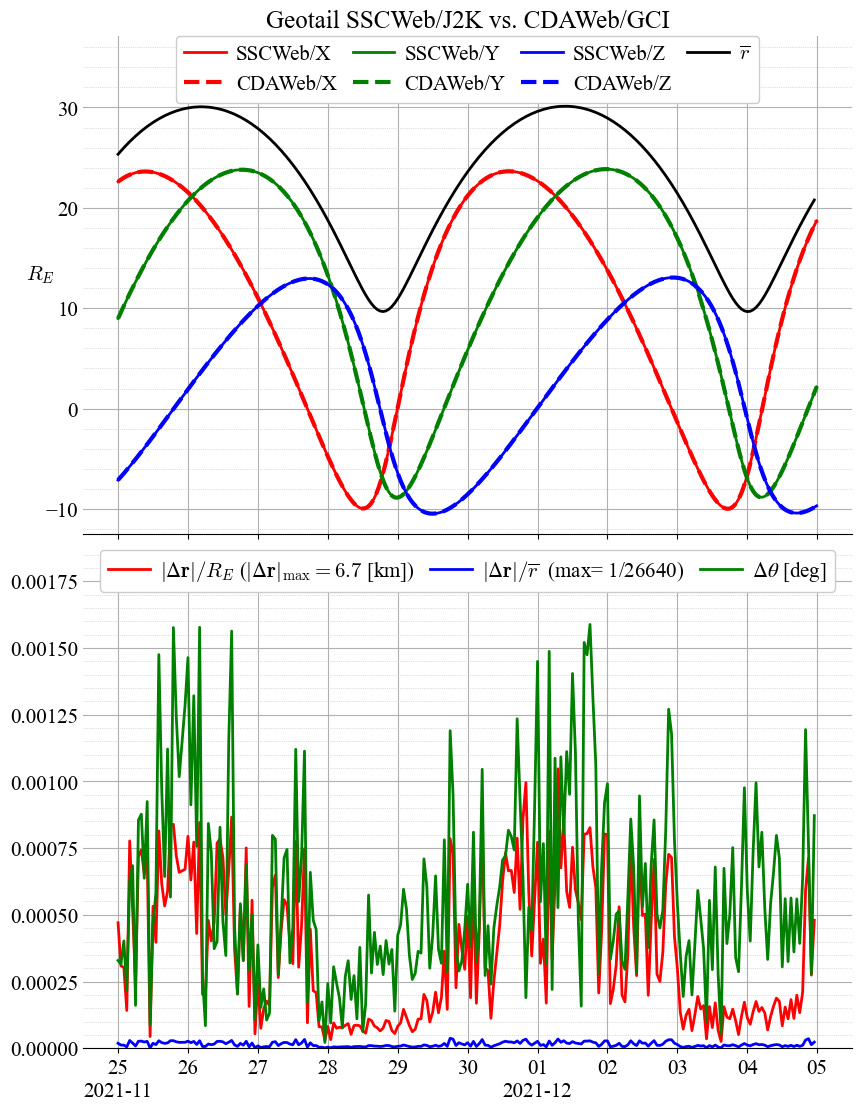 Geotail SSCWeb/J2K vs. CDAWeb/GCI
SSCWeb/X SSCWeb/Y SSCWeb/Z r̅
CDAWeb/X CDAWeb/Y CDAWeb/Z
30
20
R_E
10
0
−10
|Δr|/R_E (|Δr|max = 6.7 [km]) |Δr|/r̅ (max= 1/26640) Δθ [deg]
0.00175
0.00150
0.00125
0.00100
0.00075
0.00050
0.00025
0.00000
25 26 27 28 29 30 01 02 03 04 05
2021-11 2021-12